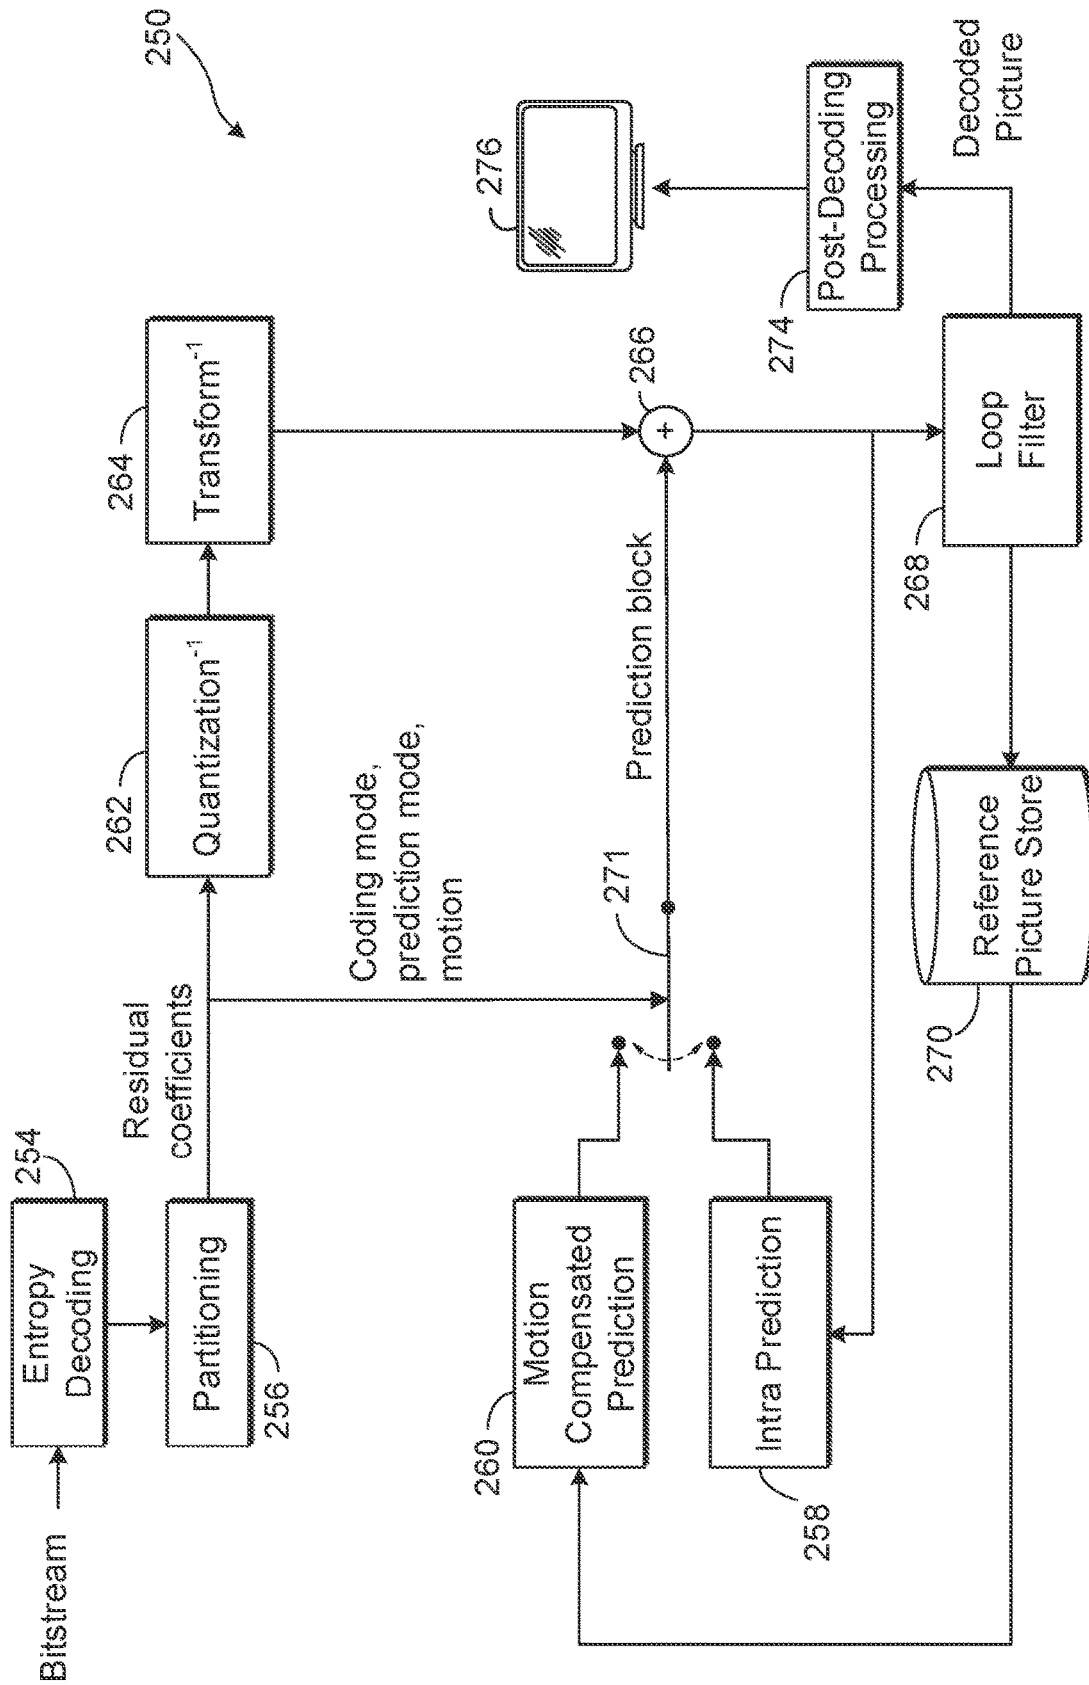 250
Bitstream
Entropy
Decoding
254
Partitioning
256
Residual
coefficients
262
Quantization-1
264
Transform-1
Coding mode,
prediction mode,
motion
260
Motion
Compensated
Prediction
258
Intra Prediction
271
Prediction block
266
+
276
274
Post-Decoding
Processing
Decoded
Picture
268
Loop
Filter
270
Reference
Picture Store